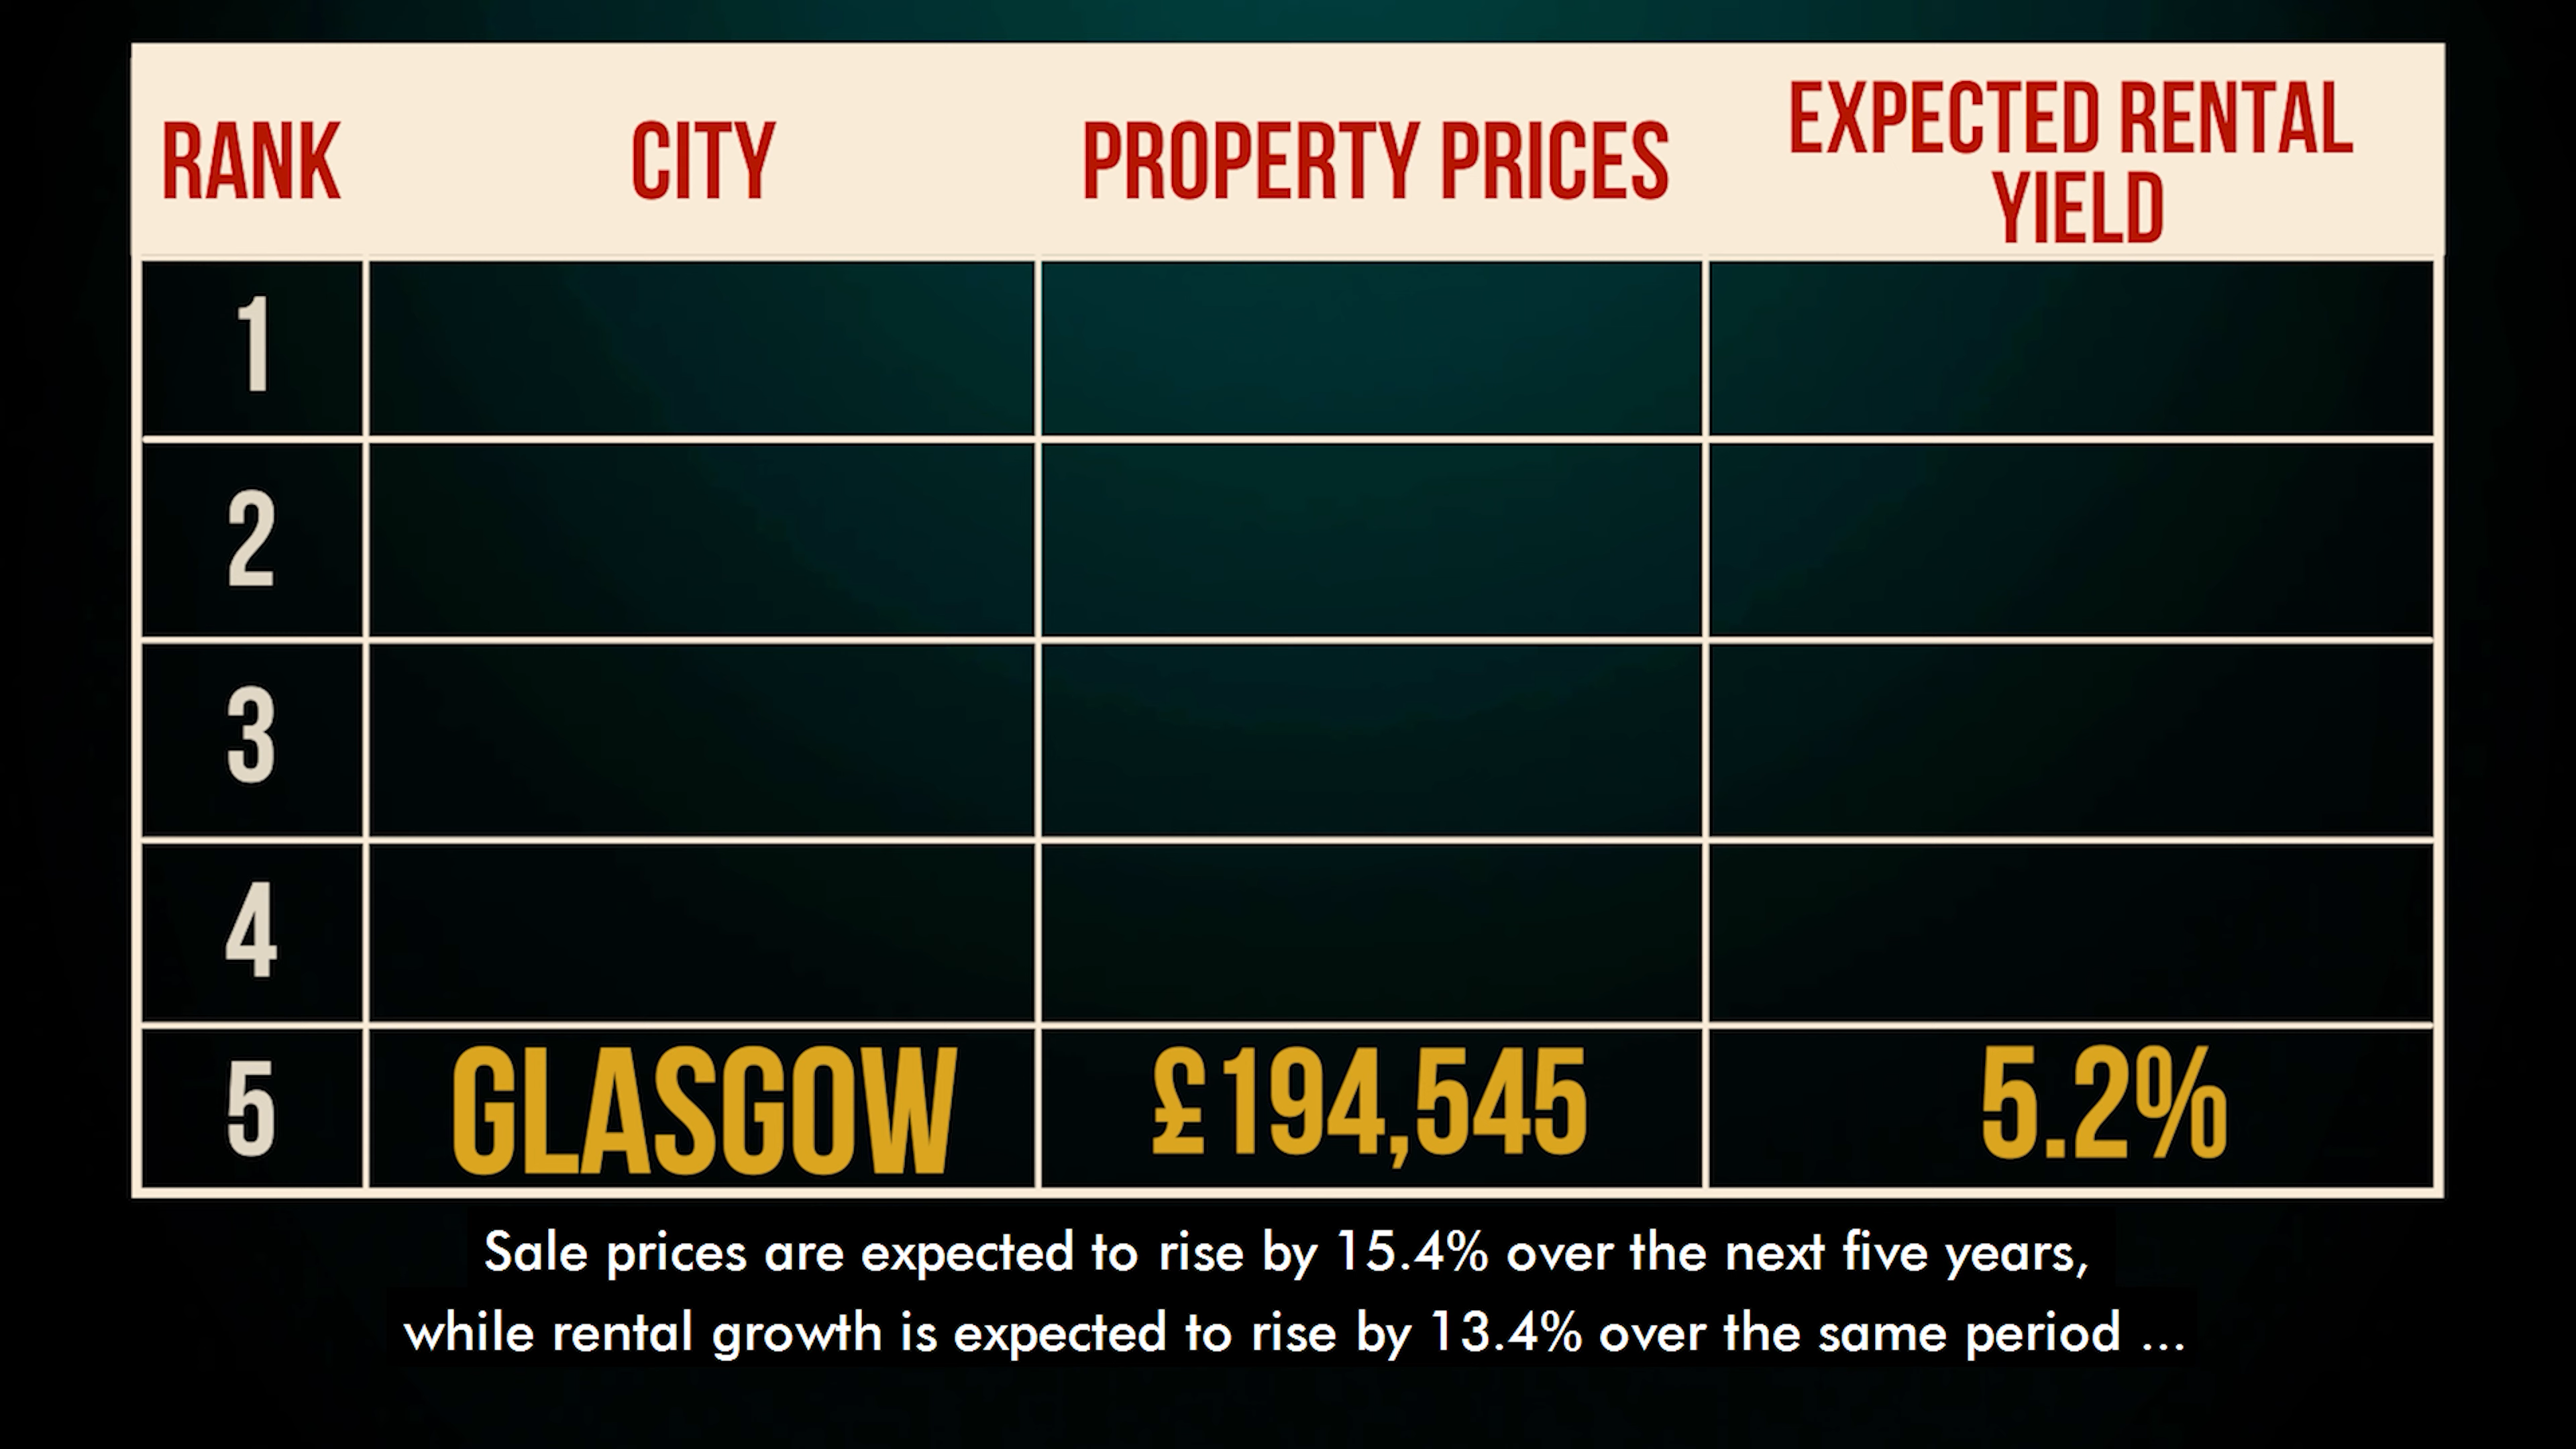 RANK CITY PROPERTY PRICES EXPECTED RENTAL
YIELD
1
2
3
4
5 GLASGOW £194,545 5.2%
Sale prices are expected to rise by 15.4% over the next five years,
while rental growth is expected to rise by 13.4% over the same period ...